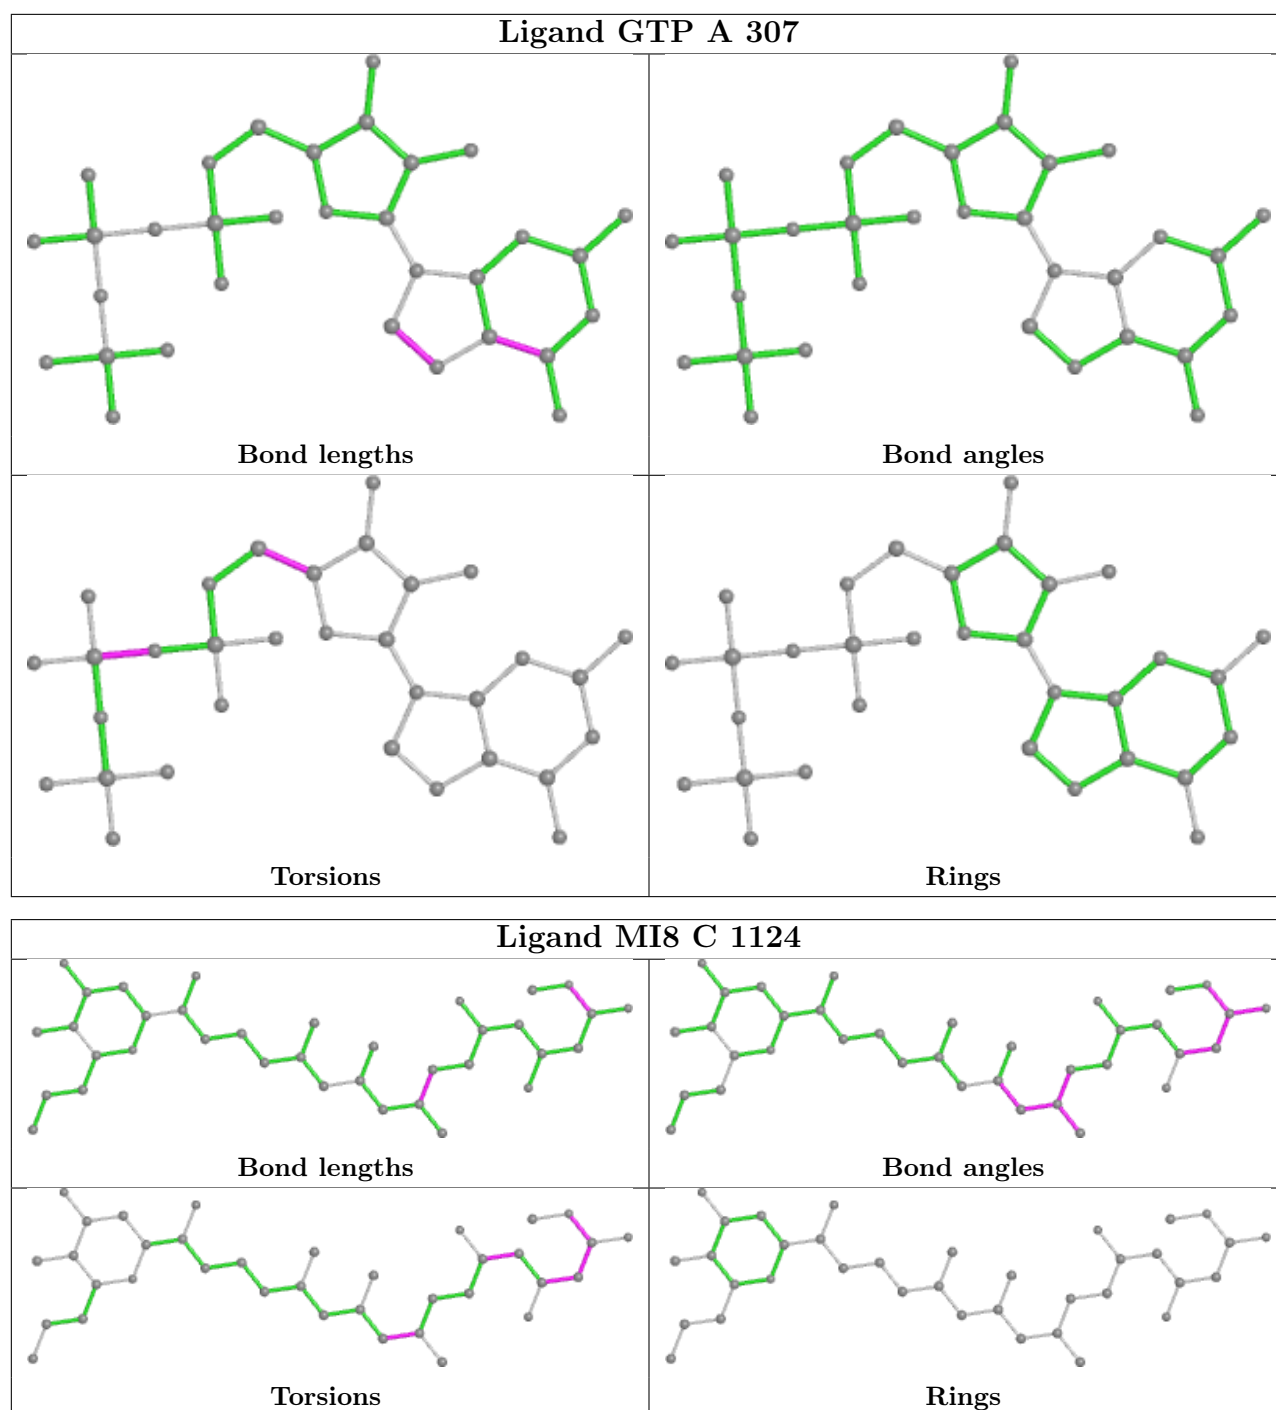 Ligand GTP A 307
Bond lengths
Bond angles
Torsions
Rings
Ligand MI8 C 1124
Bond lengths
Bond angles
Torsions
Rings